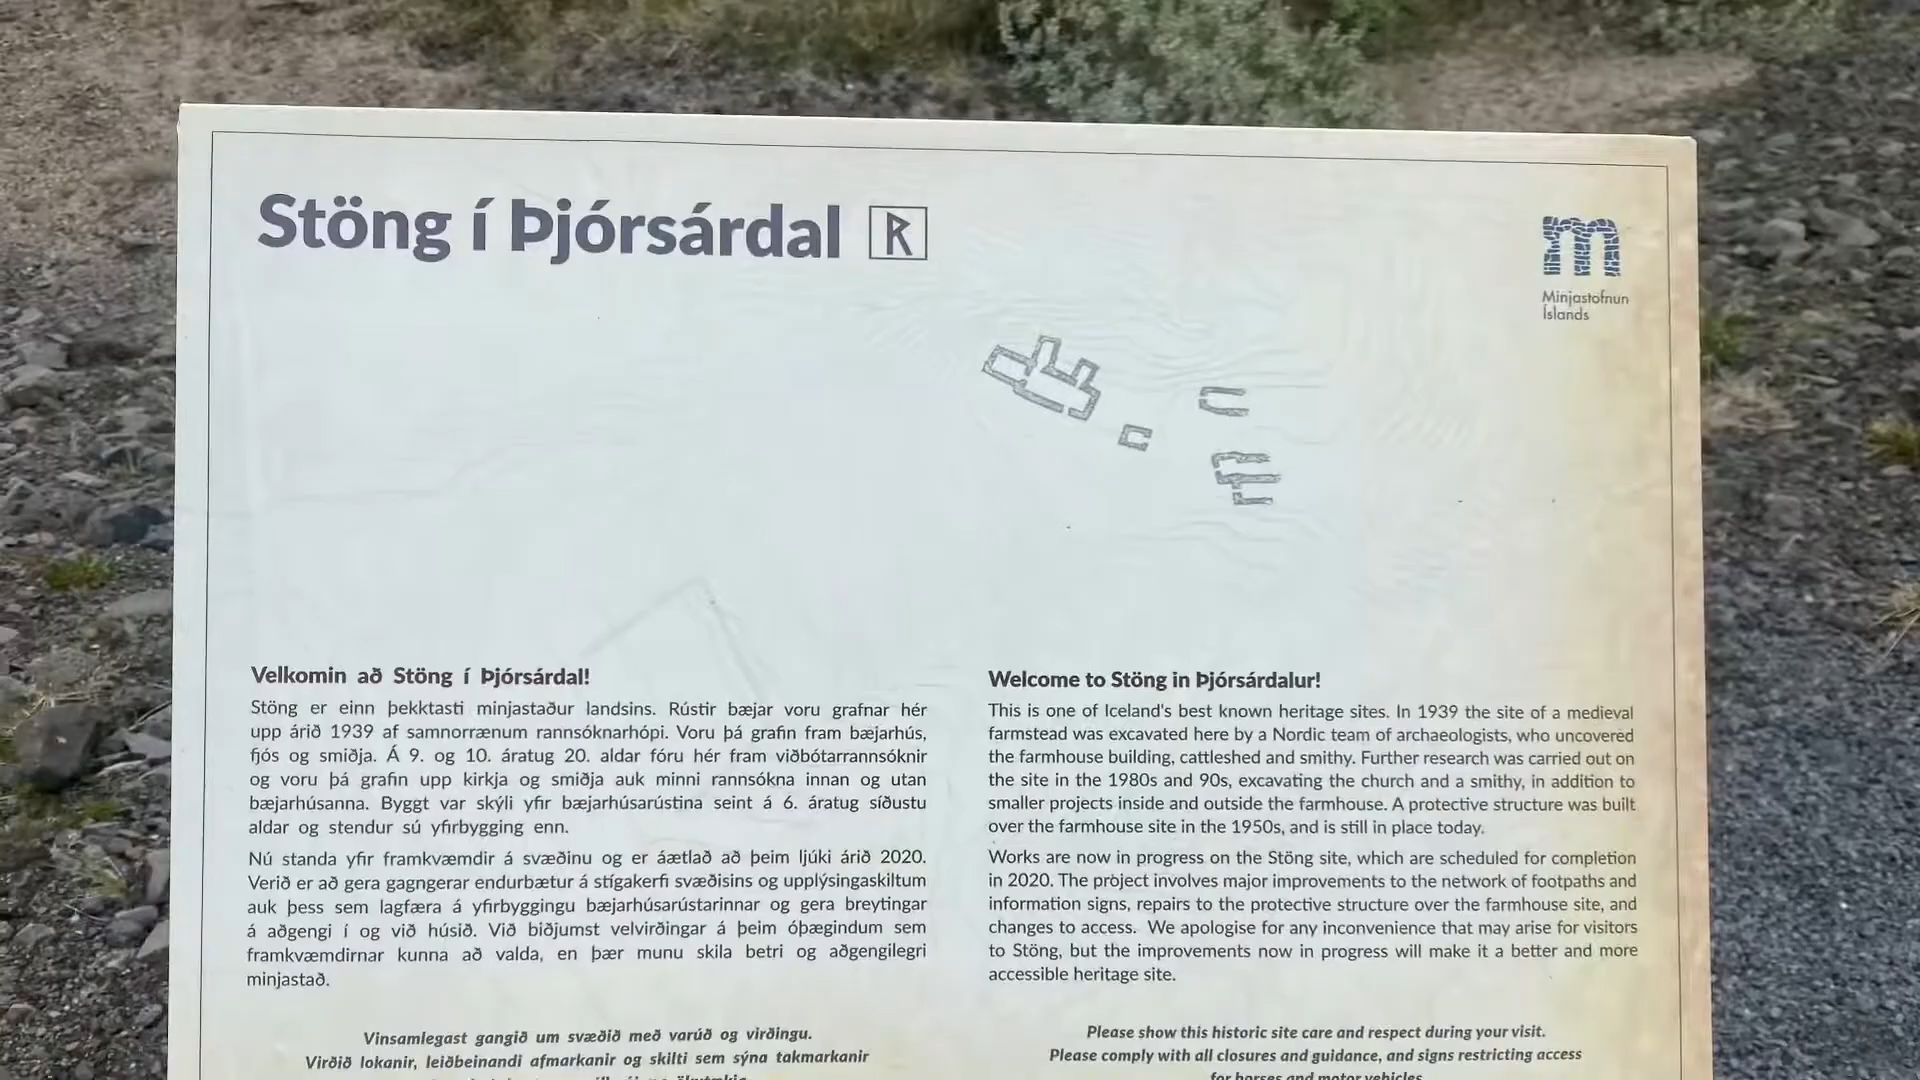 Stöng í Þjórsárdal ᚱ
Minjastofnun
Íslands
Velkomin að Stöng í Þjórsárdal!
Stöng er einn þekktasti minjastaður landsins. Rústir bæjar voru grafnar hér
upp árið 1939 af samnorrænum rannsóknarhópi. Voru þá grafin fram bæjarhús,
fjós og smiðja. Á 9. og 10. áratug 20. aldar fóru hér fram viðbótarrannsóknir
og voru þá grafin upp kirkja og smiðja auk minni rannsókna innan og utan
bæjarhúsanna. Byggt var skýli yfir bæjarhúsarústina seint á 6. áratug síðustu
aldar og stendur sú yfirbygging enn.
Nú standa yfir framkvæmdir á svæðinu og er áætlað að þeim ljúki árið 2020.
Verið er að gera gagngerar endurbætur á stígakerfi svæðisins og upplýsingaskiltum
auk þess sem lagfæra á yfirbyggingu bæjarhúsarústarinnar og gera breytingar
á aðgengi í og við húsið. Við biðjumst velvirðingar á þeim óþægindum sem
framkvæmdirnar kunna að valda, en þær munu skila betri og aðgengilegri
minjastað.
Vinsamlegast gangið um svæðið með varúð og virðingu.
Virðið lokanir, leiðbeinandi afmarkanir og skilti sem sýna takmarkanir
Welcome to Stöng in Þjórsárdalur!
This is one of Iceland's best known heritage sites. In 1939 the site of a medieval
farmstead was excavated here by a Nordic team of archaeologists, who uncovered
the farmhouse building, cattleshed and smithy. Further research was carried out on
the site in the 1980s and 90s, excavating the church and a smithy, in addition to
smaller projects inside and outside the farmhouse. A protective structure was built
over the farmhouse site in the 1950s, and is still in place today.
Works are now in progress on the Stöng site, which are scheduled for completion
in 2020. The project involves major improvements to the network of footpaths and
information signs, repairs to the protective structure over the farmhouse site, and
changes to access. We apologise for any inconvenience that may arise for visitors
to Stöng, but the improvements now in progress will make it a better and more
accessible heritage site.
Please show this historic site care and respect during your visit.
Please comply with all closures and guidance, and signs restricting access
for horses and motor vehicles